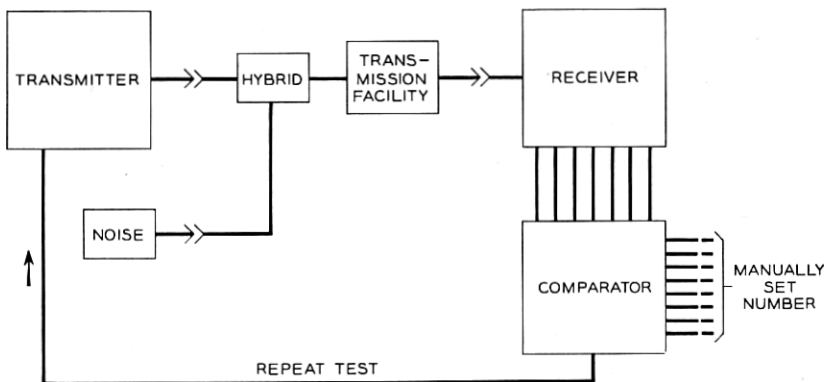 TRANSMITTER
HYBRID
TRANS-
MISSION
FACILITY
RECEIVER
NOISE
COMPARATOR
MANUALLY
SET
NUMBER
REPEAT TEST